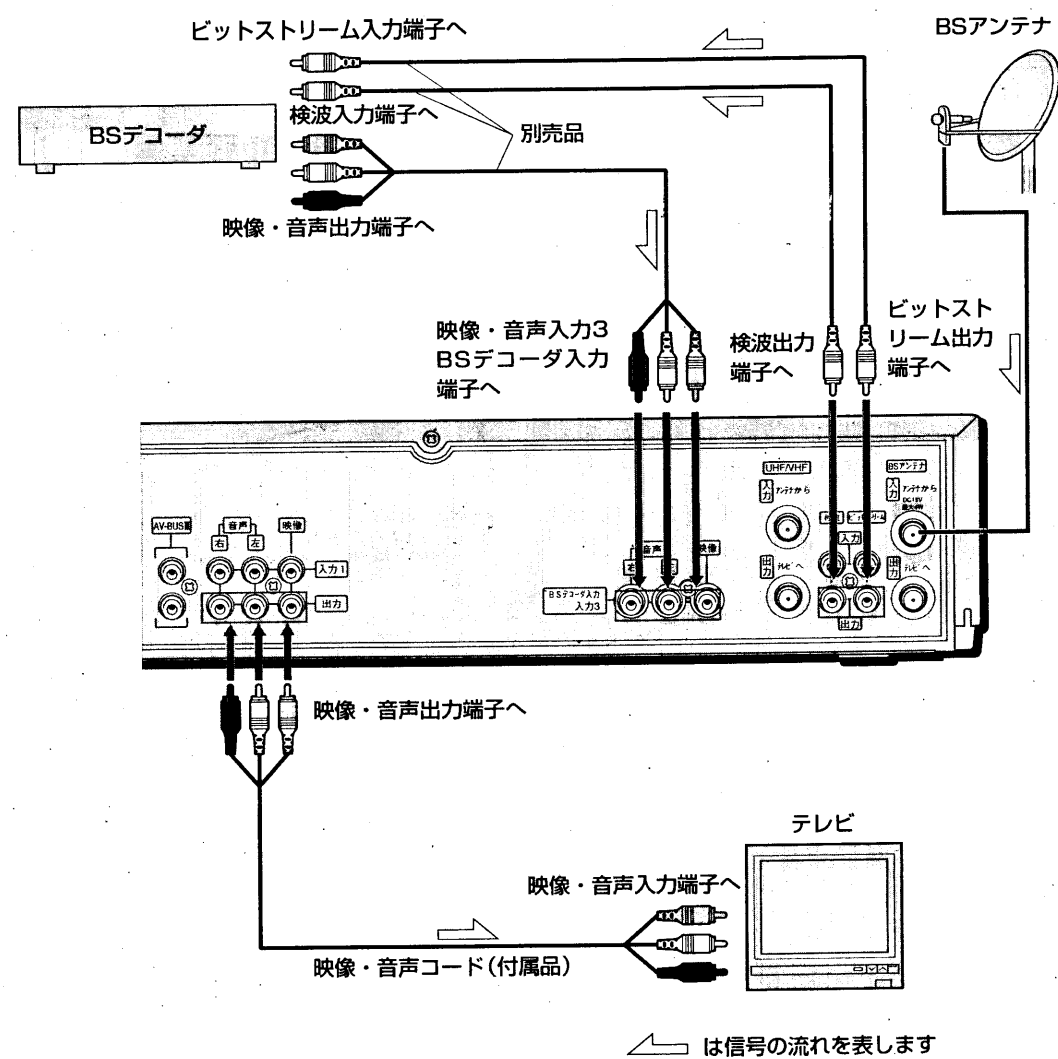 ビットストリーム入力端子へ
BSアンテナ
検波入力端子へ
BSデコーダ
別売品
映像・音声出力端子へ
映像・音声入力3
BSデコーダ入力
端子へ
検波出力
端子へ
ビットスト
リーム出力
端子へ
UHF/VHF
入力
アンテナから
BSアンテナ
入力
アンテナから
AV-BUS
音声
映像
右
左
入力1
出力
音声
映像
右
BSデコーダ入力
入力3
出力
テレビへ
入力
出力
出力
テレビへ
映像・音声出力端子へ
テレビ
映像・音声入力端子へ
映像・音声コード(付属品)
は信号の流れを表します